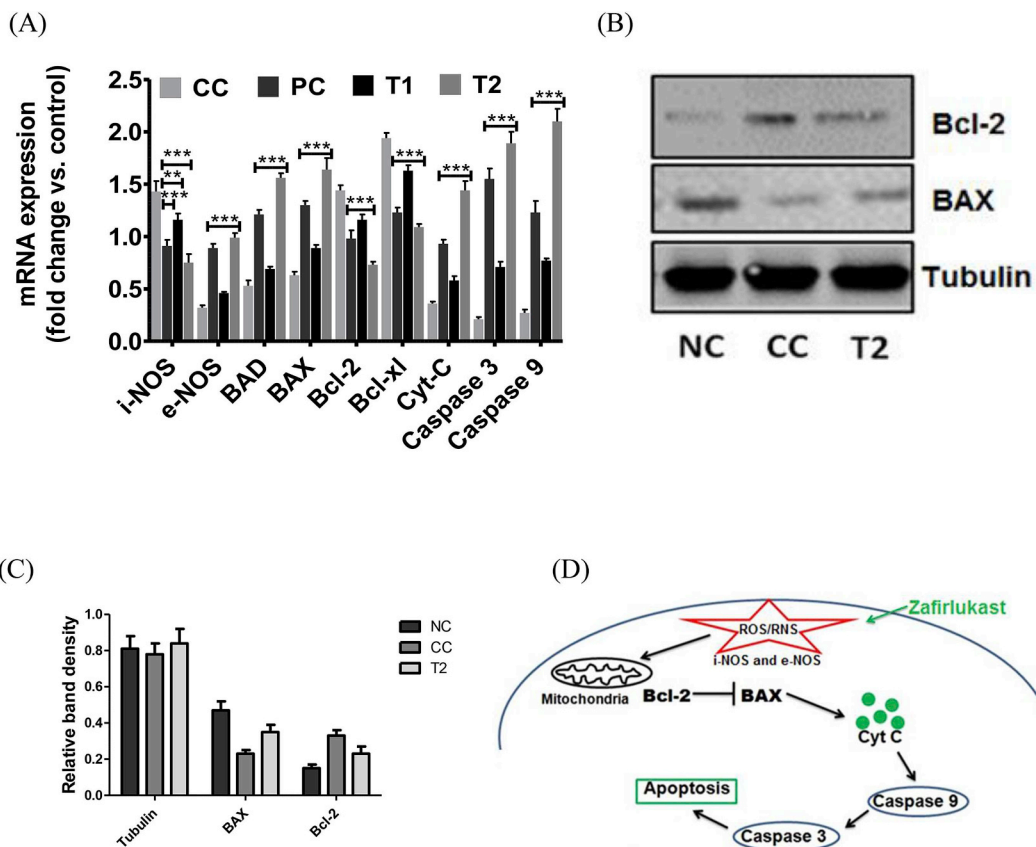 (A)
mRNA expression
(fold change vs. control)
2.5
2.0
1.5
1.0
0.5
0.0
CC PC T1 T2
***
**
***
***
***
***
***
***
***
***
***
i-NOS
e-NOS
BAD
BAX
Bcl-2
Bcl-xl
Cyt-C
Caspase 3
Caspase 9
(B)
Bcl-2
BAX
Tubulin
NC CC T2
(C)
Relative band density
1.0
0.8
0.6
0.4
0.2
0.0
NC
CC
T2
Tubulin
BAX
Bcl-2
(D)
Zafirlukast
ROS/RNS
i-NOS and e-NOS
Mitochondria
Bcl-2 BAX
Cyt C
Caspase 9
Caspase 3
Apoptosis